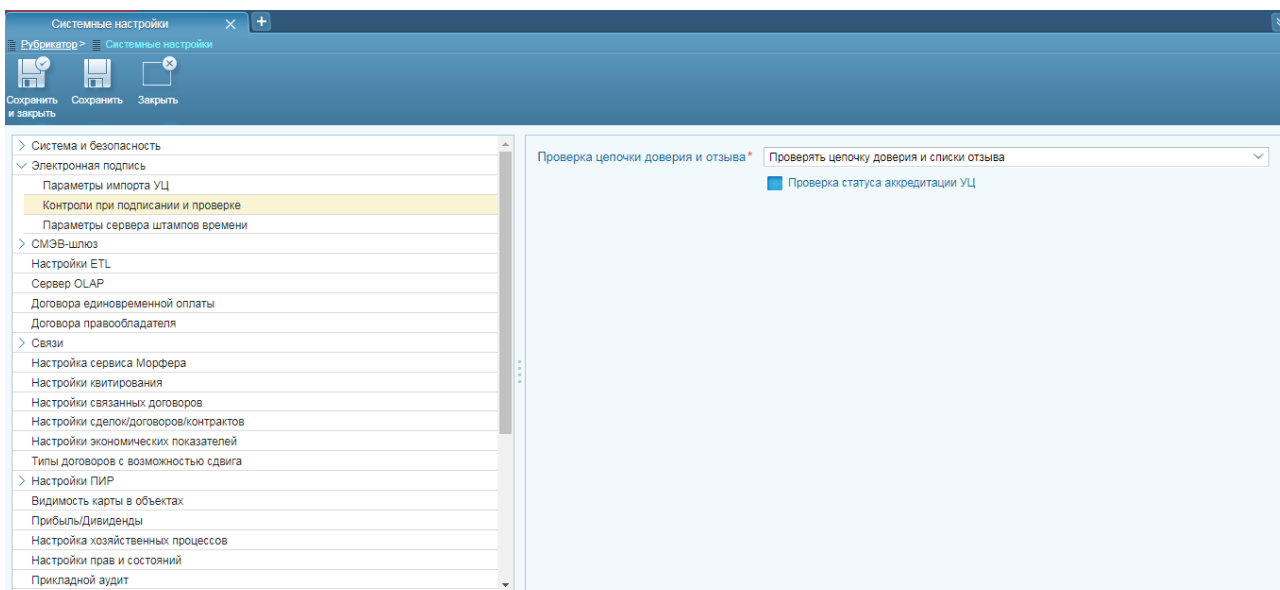 Системные настройки
Рубрикатор > Системные настройки
Сохранить и закрыть
Сохранить
Закрыть
Система и безопасность
Электронная подпись
Параметры импорта УЦ
Контроли при подписании и проверке
Параметры сервера штампов времени
СМЭВ-шлюз
Настройки ETL
Сервер OLAP
Договора единовременной оплаты
Договора правообладателя
Связи
Настройка сервиса Морфера
Настройки квитирования
Настройки связанных договоров
Настройки сделок/договоров/контрактов
Настройки экономических показателей
Типы договоров с возможностью сдвига
Настройки ПИР
Видимость карты в объектах
Прибыль/Дивиденды
Настройка хозяйственных процессов
Настройки прав и состояний
Прикладной аудит
Проверка цепочки доверия и отзыва*
Проверять цепочку доверия и списки отзыва
Проверка статуса аккредитации УЦ